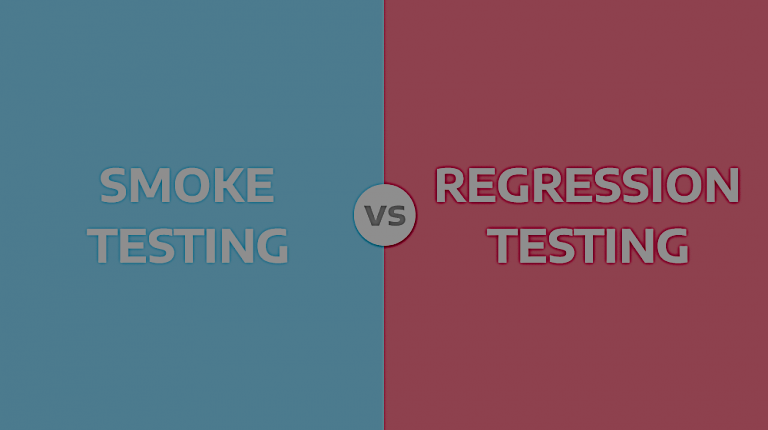 SMOKE
TESTING
VS
REGRESSION
TESTING